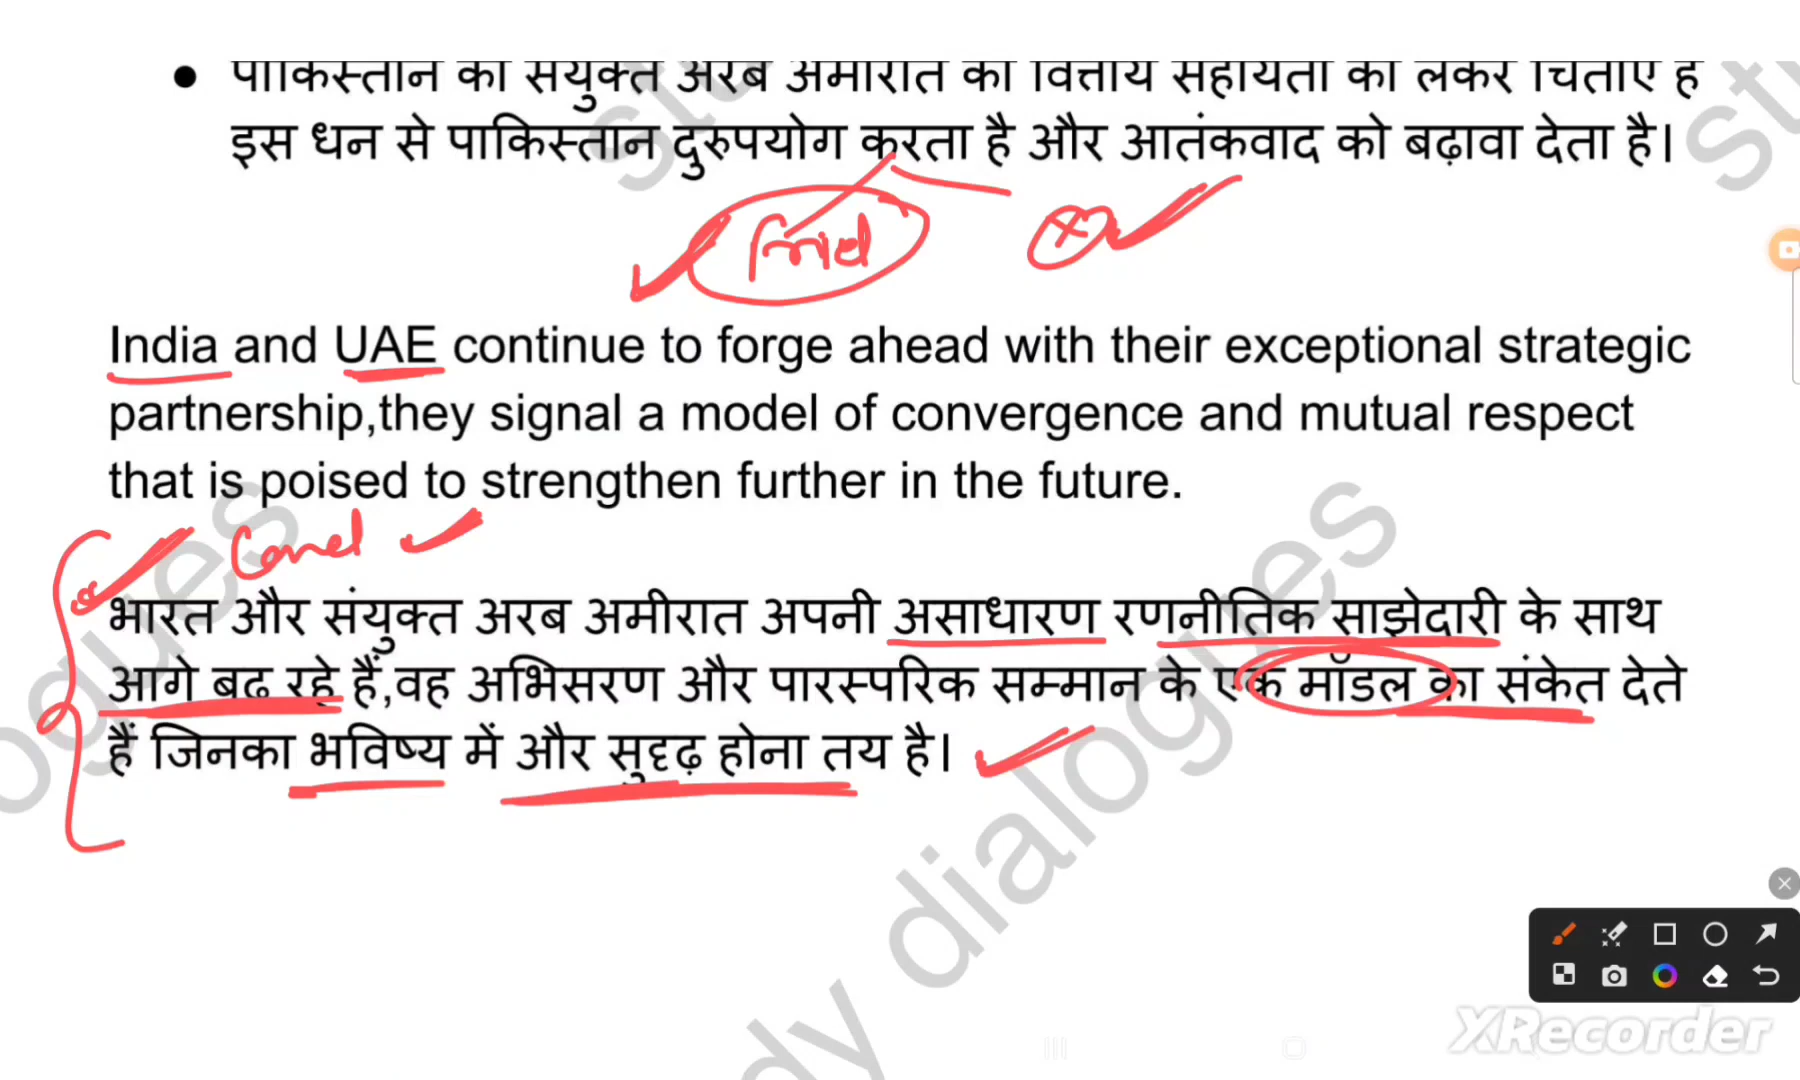 ● पाकिस्तान को संयुक्त अरब अमीरात की वित्तीय सहायता को लेकर चिंताएं हैं
इस धन से पाकिस्तान दुरुपयोग करता है और आतंकवाद को बढ़ावा देता है।
India and UAE continue to forge ahead with their exceptional strategic
partnership,they signal a model of convergence and mutual respect
that is poised to strengthen further in the future.
भारत और संयुक्त अरब अमीरात अपनी असाधारण रणनीतिक साझेदारी के साथ
आगे बढ रहे हैं,वह अभिसरण और पारस्परिक सम्मान के एक मॉडल का संकेत देते
हैं जिनका भविष्य में और सुदृढ़ होना तय है।
study dialogues
XRecorder